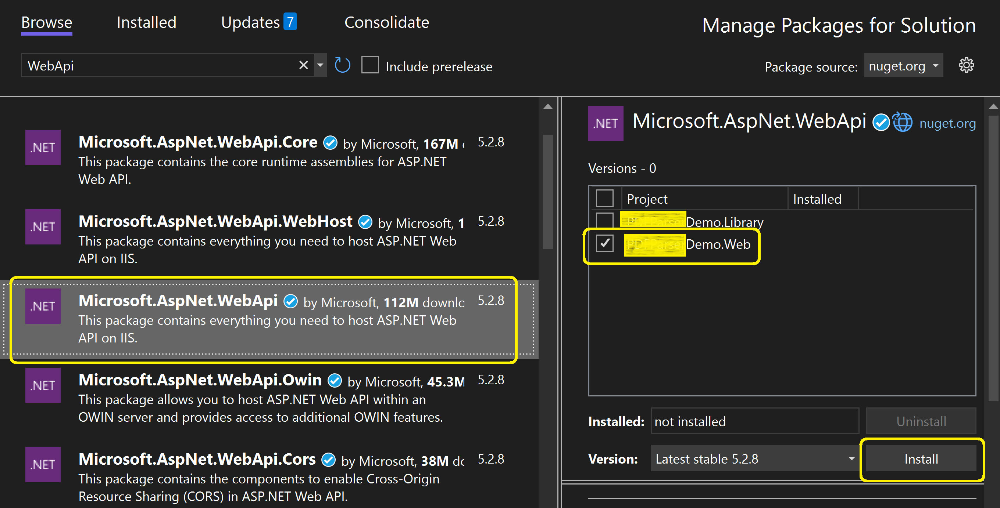 Browse Installed Updates 7 Consolidate
Manage Packages for Solution
WebApi
Include prerelease
Package source: nuget.org
.NET
Microsoft.AspNet.WebApi.Core by Microsoft, 167M 5.2.8
This package contains the core runtime assemblies for ASP.NET
Web API.
.NET
Microsoft.AspNet.WebApi.WebHost by Microsoft, 1 5.2.8
This package contains everything you need to host ASP.NET Web
API on IIS.
.NET
Microsoft.AspNet.WebApi by Microsoft, 112M downlo 5.2.8
This package contains everything you need to host ASP.NET Web
API on IIS.
.NET
Microsoft.AspNet.WebApi.Owin by Microsoft, 45.3M 5.2.8
This package allows you to host ASP.NET Web API within an
OWIN server and provides access to additional OWIN features.
.NET
Microsoft.AspNet.WebApi.Cors by Microsoft, 38M do 5.2.8
This package contains the components to enable Cross-Origin
Resource Sharing (CORS) in ASP.NET Web API.
.NET
Microsoft.AspNet.WebApi nuget.org
Versions - 0
Project Installed
Demo.Library
Demo.Web
Installed: not installed Uninstall
Version: Latest stable 5.2.8 Install